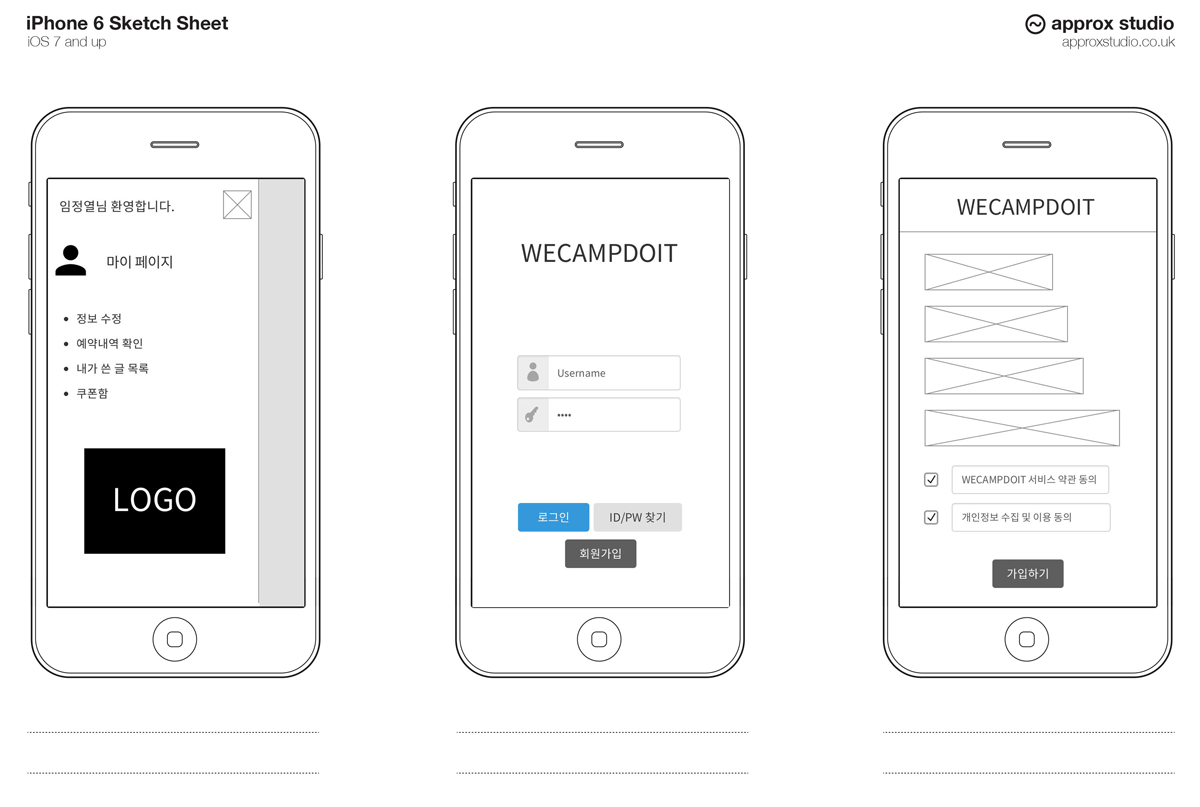 iPhone 6 Sketch Sheet
iOS 7 and up
approx studio
approxstudio.co.uk
임정열님 환영합니다.
마이 페이지
정보 수정
예약내역 확인
내가 쓴 글 목록
쿠폰함
LOGO
WECAMPDOIT
Username
••••
로그인
ID/PW 찾기
회원가입
WECAMPDOIT
WECAMPDOIT 서비스 약관 동의
개인정보 수집 및 이용 동의
가입하기